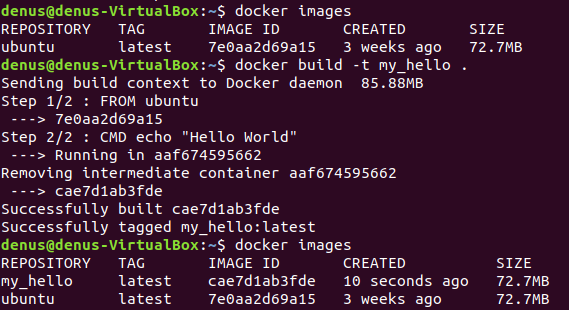 denus@denus-VirtualBox:~$ docker images
REPOSITORY TAG IMAGE ID CREATED SIZE
ubuntu latest 7e0aa2d69a15 3 weeks ago 72.7MB
denus@denus-VirtualBox:~$ docker build -t my_hello .
Sending build context to Docker daemon 85.88MB
Step 1/2 : FROM ubuntu
---> 7e0aa2d69a15
Step 2/2 : CMD echo "Hello World"
---> Running in aaf674595662
Removing intermediate container aaf674595662
---> cae7d1ab3fde
Successfully built cae7d1ab3fde
Successfully tagged my_hello:latest
denus@denus-VirtualBox:~$ docker images
REPOSITORY TAG IMAGE ID CREATED SIZE
my_hello latest cae7d1ab3fde 10 seconds ago 72.7MB
ubuntu latest 7e0aa2d69a15 3 weeks ago 72.7MB